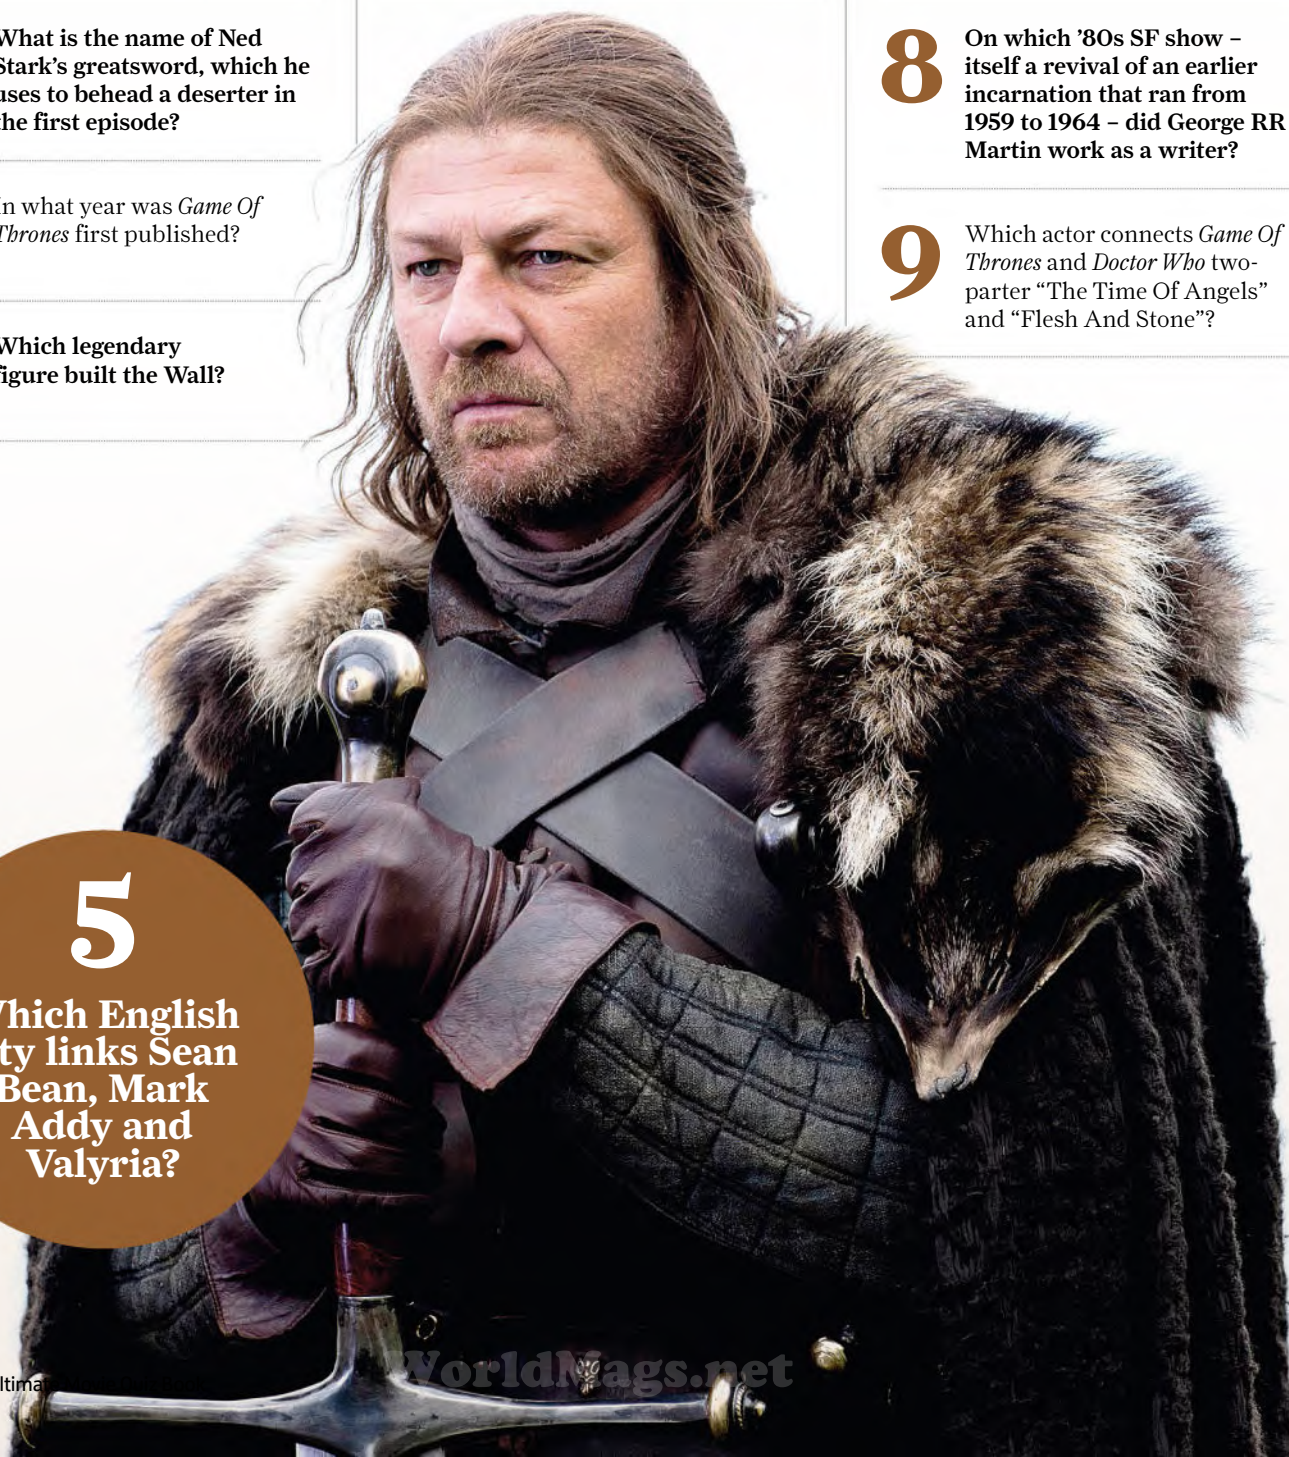 What is the name of Ned
Stark’s greatsword, which he
uses to behead a deserter in
the first episode?
In what year was Game Of
Thrones first published?
Which legendary
figure built the Wall?
5
Which English
ty links Sean
Bean, Mark
Addy and
Valyria?
8
On which ’80s SF show –
itself a revival of an earlier
incarnation that ran from
1959 to 1964 – did George RR
Martin work as a writer?
9
Which actor connects Game Of
Thrones and Doctor Who two-
parter “The Time Of Angels”
and “Flesh And Stone”?
ltimate
WorldMags.net